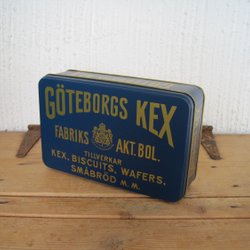 GÖTEBORGS KEX
FABRIKS AKT.BOL.
TILLVERKAR
KEX, BISCUITS, WAFERS,
SMÅBRÖD M.M.